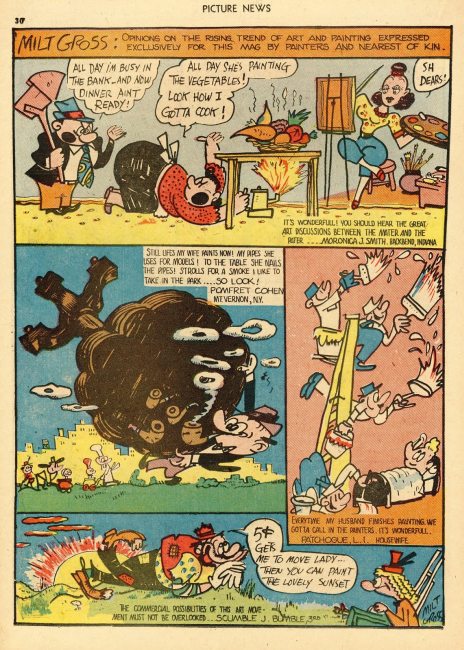 PICTURE NEWS
30
MILT GROSS : OPINIONS ON THE RISING TREND OF ART AND PAINTING EXPRESSED
EXCLUSIVELY FOR THIS MAG BY PAINTERS AND NEAREST OF KIN.
ALL DAY I'M BUSY IN
THE BANK...AND NOW
DINNER AIN'T
READY!
ALL DAY SHE'S PAINTING
THE VEGETABLES!
LOOK HOW I
GOTTA COOK!
SH
DEARS!
IT'S WONDERFUL! YOU SHOULD HEAR THE GREAT
ART DISCUSSIONS BETWEEN THE MATER AND THE
PATER ....MORONICA J. SMITH. BACKBEND, INDIANA
STILL LIFES MY WIFE PAINTS NOW! MY PIPES SHE
USES FOR MODELS! TO THE TABLE SHE NAILS
THE PIPES! STROLLS FOR A SMOKE I LIKE TO
TAKE IN THE PARK ....SO LOOK!
POMFRET COHEN
MT VERNON, N.Y.
EVERYTIME MY HUSBAND FINISHES PAINTING, WE
GOTTA CALL IN THE PAINTERS. IT'S WONDERFUL.
PATCHOGUE, L.I. HOUSEWIFE.
5¢
GETS
ME TO MOVE LADY...
THEN YOU CAN PAINT
THE LOVELY SUNSET
THE COMMERCIAL POSSIBILITIES OF THIS ART MOVE-
MENT MUST NOT BE OVERLOOKED .. SCUMBLE J. BUMBLE, 3RD
MILT
GROSS